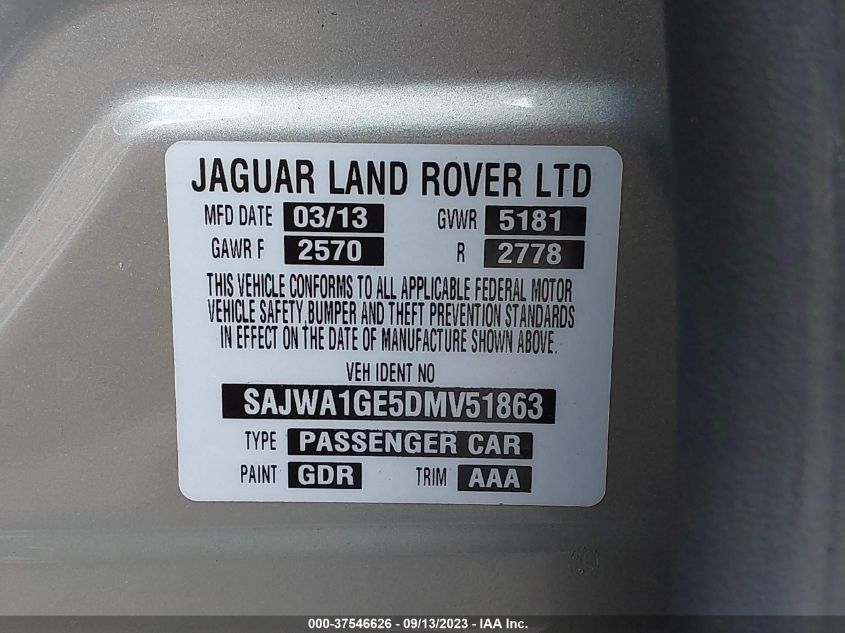 JAGUAR LAND ROVER LTD
MFD DATE 03/13 GVWR 5181
GAWR F 2570 R 2778
THIS VEHICLE CONFORMS TO ALL APPLICABLE FEDERAL MOTOR
VEHICLE SAFETY, BUMPER AND THEFT PREVENTION STANDARDS
IN EFFECT ON THE DATE OF MANUFACTURE SHOWN ABOVE.
VEH IDENT NO
SAJWA1GE5DMV51863
TYPE PASSENGER CAR
PAINT GDR TRIM AAA
000-37546626 - 09/13/2023 - IAA Inc.